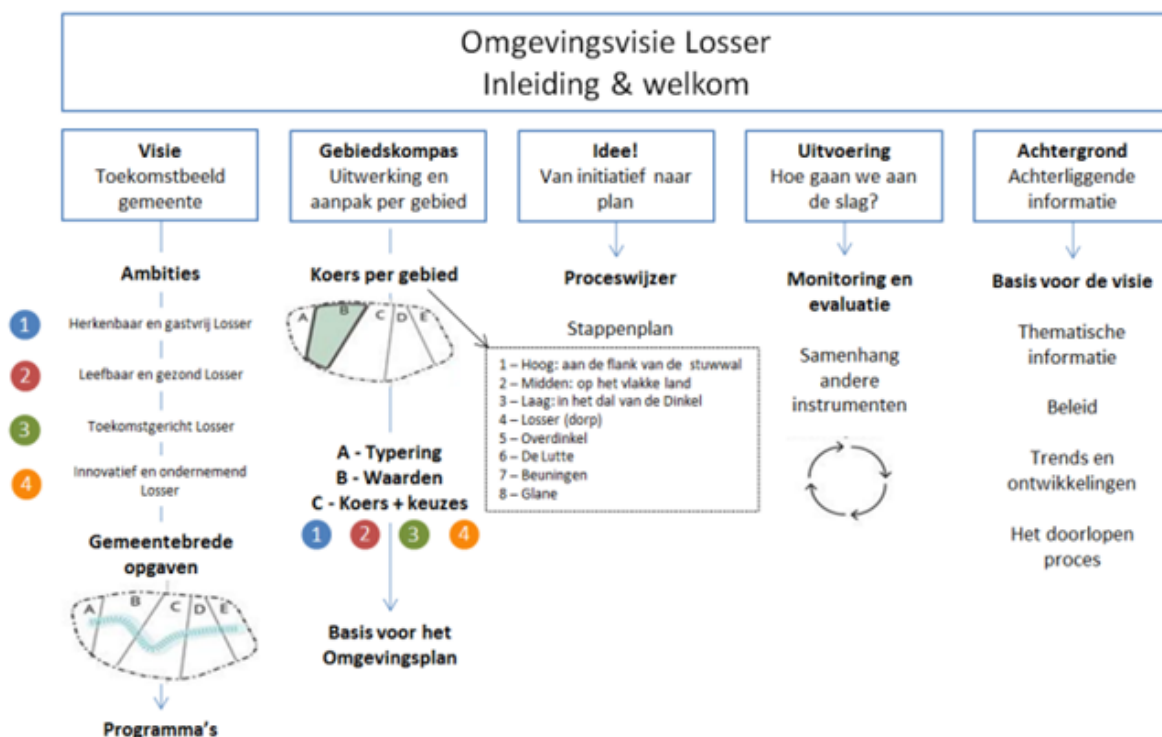 Omgevingsvisie Losser
Inleiding & welkom
Visie
Toekomstbeeld
gemeente
Ambities
1
Herkenbaar en gastvrij Losser
2
Leefbaar en gezond Losser
3
Toekomstgericht Losser
4
Innovatief en ondernemend
Losser
Gemeentebrede
opgaven
A
B
C
D
E
Programma's
Gebiedskompas
Uitwerking en
aanpak per gebied
Koers per gebied
A
B
C
D
E
A - Typering
B - Waarden
C - Koers + keuzes
1
2
3
4
Basis voor het
Omgevingsplan
Idee!
Van initiatief naar
plan
Proceswijzer
Stappenplan
1 – Hoog: aan de flank van de stuwwal
2 – Midden: op het vlakke land
3 – Laag: in het dal van de Dinkel
4 – Losser (dorp)
5 – Overdinkel
6 – De Lutte
7 – Beuningen
8 – Glane
Uitvoering
Hoe gaan we aan
de slag?
Monitoring en
evaluatie
Samenhang
andere
instrumenten
Achtergrond
Achterliggende
informatie
Basis voor de visie
Thematische
informatie
Beleid
Trends en
ontwikkelingen
Het doorlopen
proces